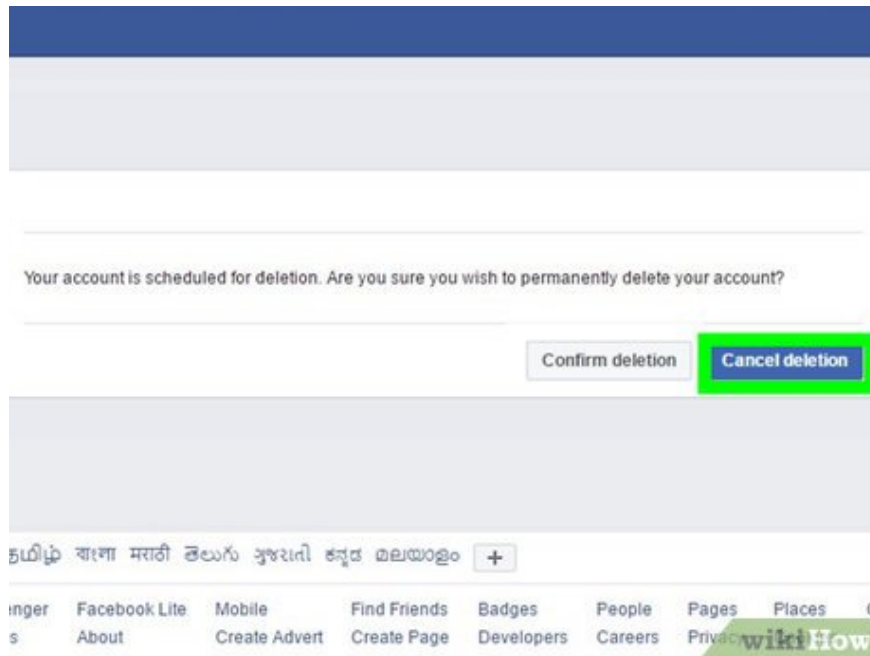 Your account is scheduled for deletion. Are you sure you wish to permanently delete your account?
Confirm deletion Cancel deletion
தமிழ் বাংলা मराठी తెలుగు ગુજરાતી ಕನ್ನಡ മലയാളം +
enger Facebook Lite Mobile Find Friends Badges People Pages Places
s About Create Advert Create Page Developers Careers Privacy
wikiHow